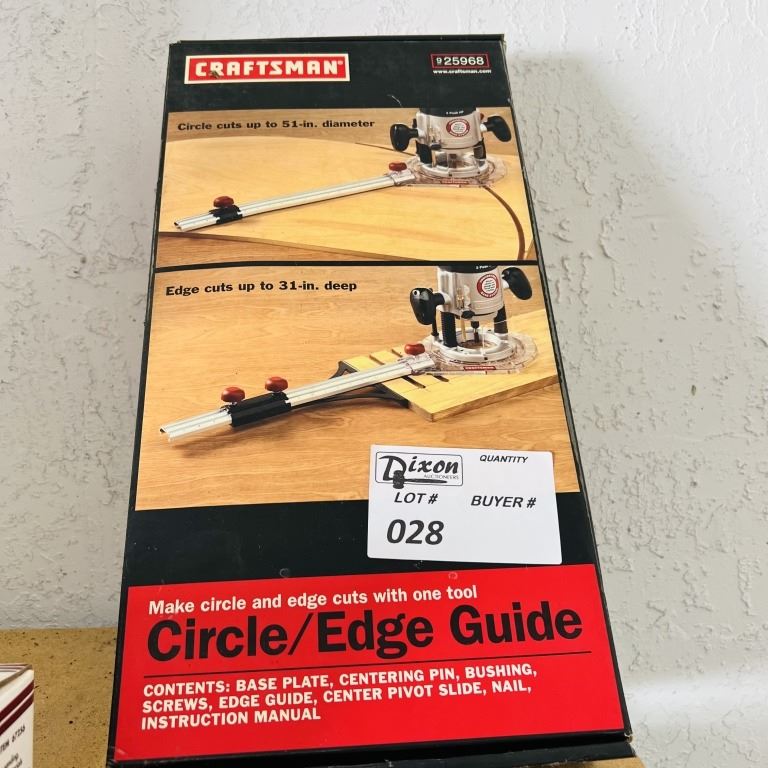 CRAFTSMAN
9 25968
www.craftsman.com
Circle cuts up to 51-in. diameter
CRAFTSMAN
Edge cuts up to 31-in. deep
CRAFTSMAN
Dixon
AUCTIONEERS
QUANTITY
LOT #
BUYER #
028
Make circle and edge cuts with one tool
Circle/Edge Guide
CONTENTS: BASE PLATE, CENTERING PIN, BUSHING,
SCREWS, EDGE GUIDE, CENTER PIVOT SLIDE, NAIL,
INSTRUCTION MANUAL